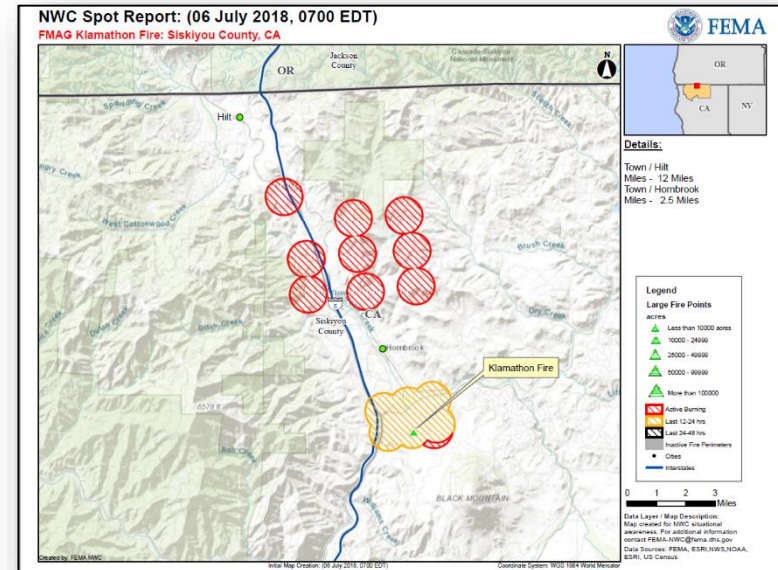 NWC Spot Report: (06 July 2018, 0700 EDT)
FMAG Klamathon Fire: Siskiyou County, CA
FEMA
N
Jackson
County
OR
Hilt
West Cottonwood Creek
Brush Creek
Dry Creek
5
Siskiyou
County
CA
Hornbrook
Klamathon Fire
BLACK MOUNTAIN
Created by: FEMA NWC
Initial Map Creation: (06 July 2018, 0700 EDT)
Coordinate System: WGS 1984 World Mercator
OR
CA
NV
Details:
Town / Hilt
Miles - 12 Miles
Town / Hornbrook
Miles - 2.5 Miles
Legend
Large Fire Points
acres
Less than 10000 acres
10000 - 24999
25000 - 49999
50000 - 99999
More than 100000
Active Burning
Last 12-24 hrs
Last 24-48 hrs
Inactive Fire Perimeters
Cities
Interstates
0 1 2 3
Miles
Data Layer / Map Description:
Map created for NWC situational
awareness. For additional information
contact FEMA-NWC@fema.dhs.gov
Data Sources: FEMA, ESRI,NWS,NOAA,
ESRI, US Census